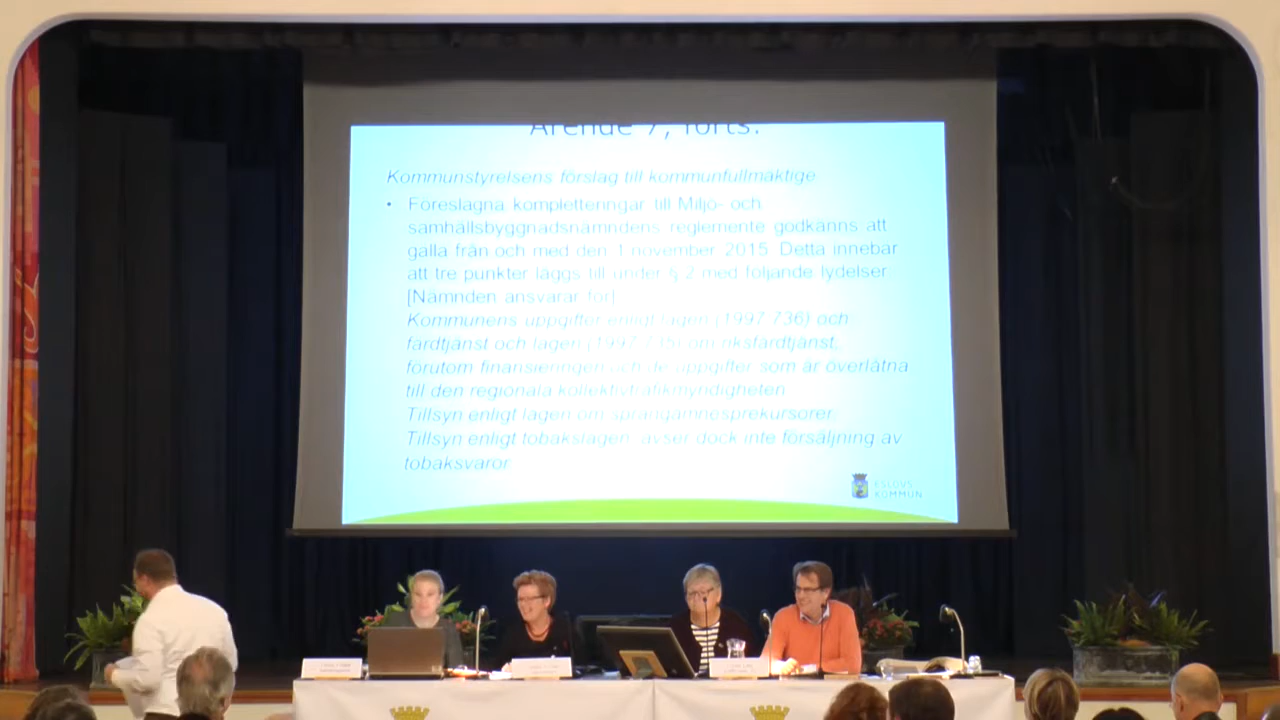 Ärende 7, forts.
Kommunstyrelsens förslag till kommunfullmäktige
• Föreslagna kompletteringar till Miljö- och
samhällsbyggnadsnämndens reglemente godkänns att
gälla från och med den 1 november 2015. Detta innebär
att tre punkter läggs till under § 2 med följande lydelser
[Nämnden ansvarar för]
Kommunens uppgifter enligt lagen (1997:736) och
färdtjänst och lagen (1997:735) om riksfärdtjänst,
förutom finansieringen och de uppgifter som är överlåtna
till den regionala kollektivtrafikmyndigheten
Tillsyn enligt lagen om sprängämnesprekursorer
Tillsyn enligt tobakslagen, avser dock inte försäljning av
tobaksvaror
ESLÖVS
KOMMUN